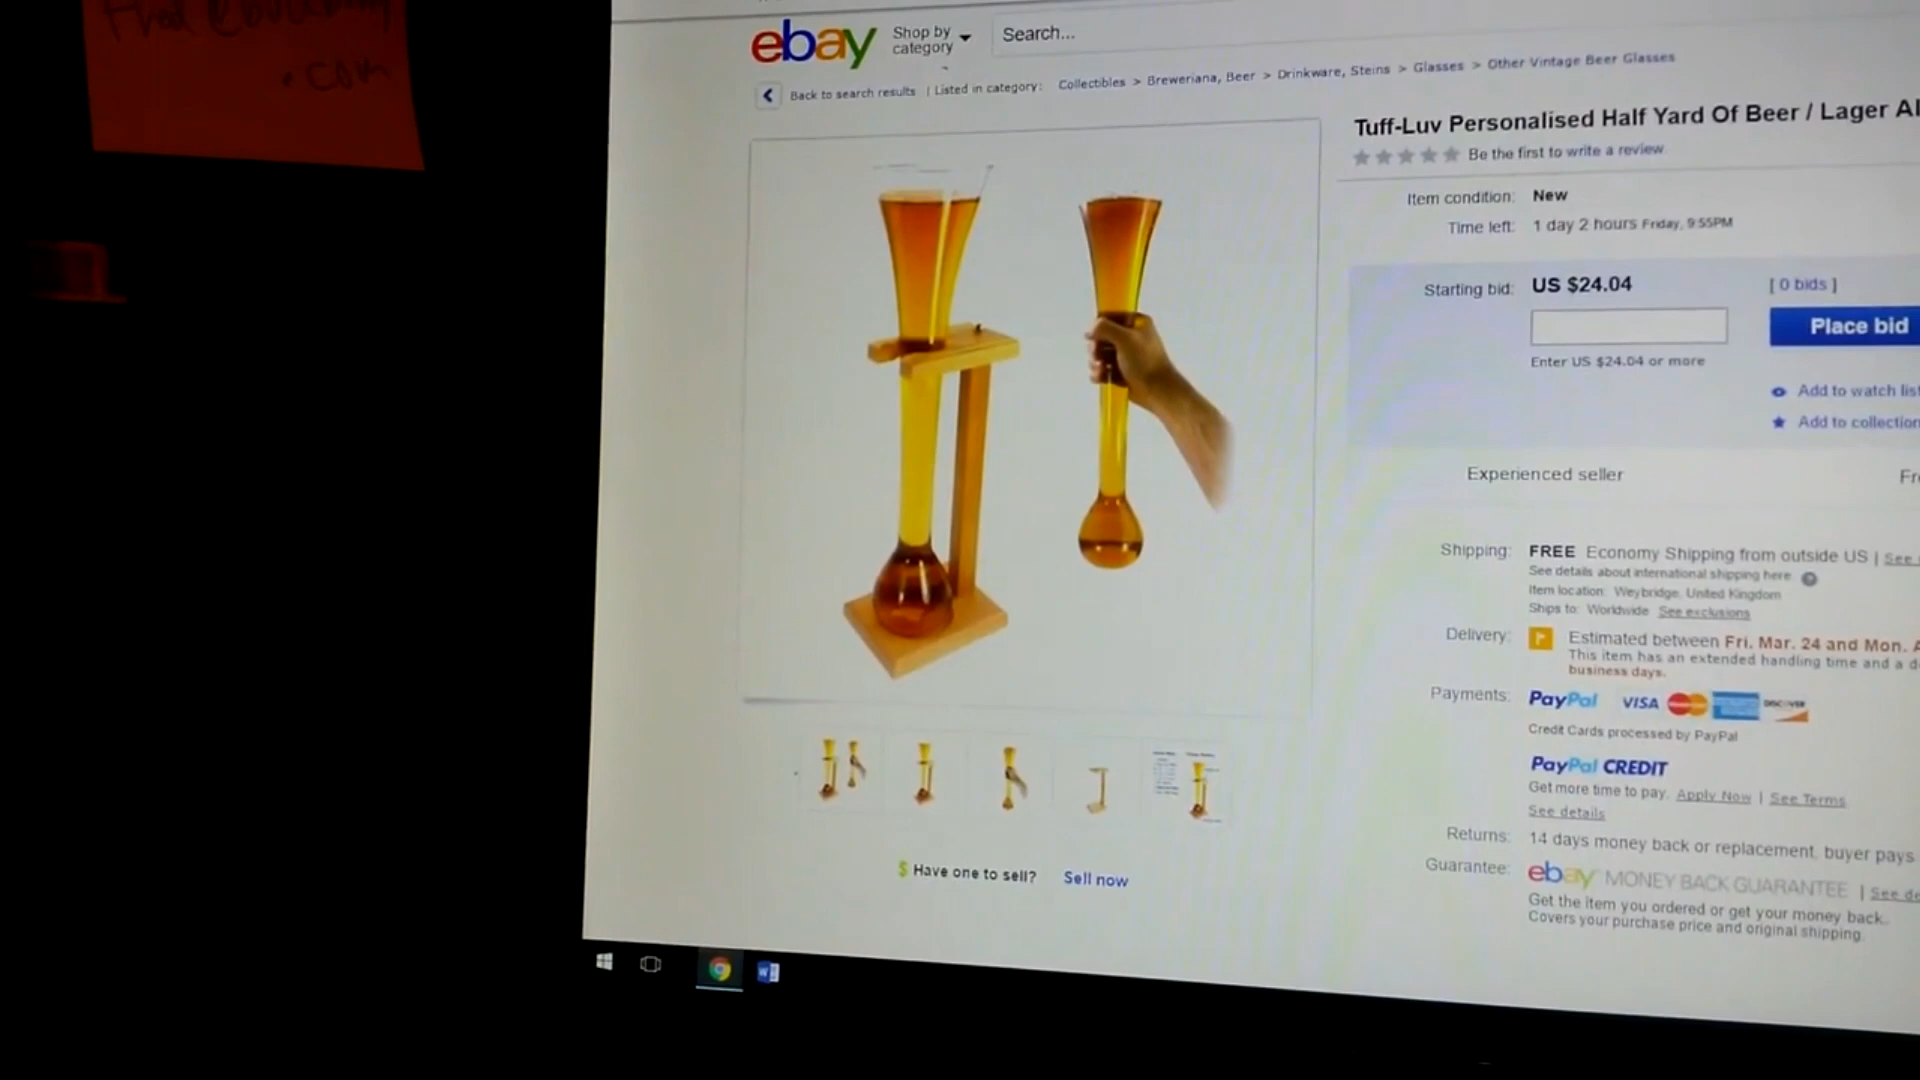 .com
ebay
Shop by category
Search...
Back to search results | Listed in category: Collectibles > Breweriana, Beer > Drinkware, Steins > Glasses > Other Vintage Beer Glasses
Tuff-Luv Personalised Half Yard Of Beer / Lager
Be the first to write a review
Item condition: New
Time left: 1 day 2 hours Friday, 9:55PM
Starting bid: US $24.04 [ 0 bids ]
Place bid
Enter US $24.04 or more
Add to watch list
Add to collection
Experienced seller
Shipping: FREE Economy Shipping from outside US | See
See details about international shipping here
Item location: Weybridge, United Kingdom
Ships to: Worldwide See exclusions
Delivery: Estimated between Fri. Mar. 24 and Mon.
This item has an extended handling time and a
business days.
Payments: PayPal VISA DISCOVER
Credit Cards processed by PayPal
PayPal CREDIT
Get more time to pay. Apply Now | See Terms
See details
Returns: 14 days money back or replacement, buyer pays
Guarantee: ebay MONEY BACK GUARANTEE | See
Get the item you ordered or get your money back.
Covers your purchase price and original shipping.
$ Have one to sell? Sell now